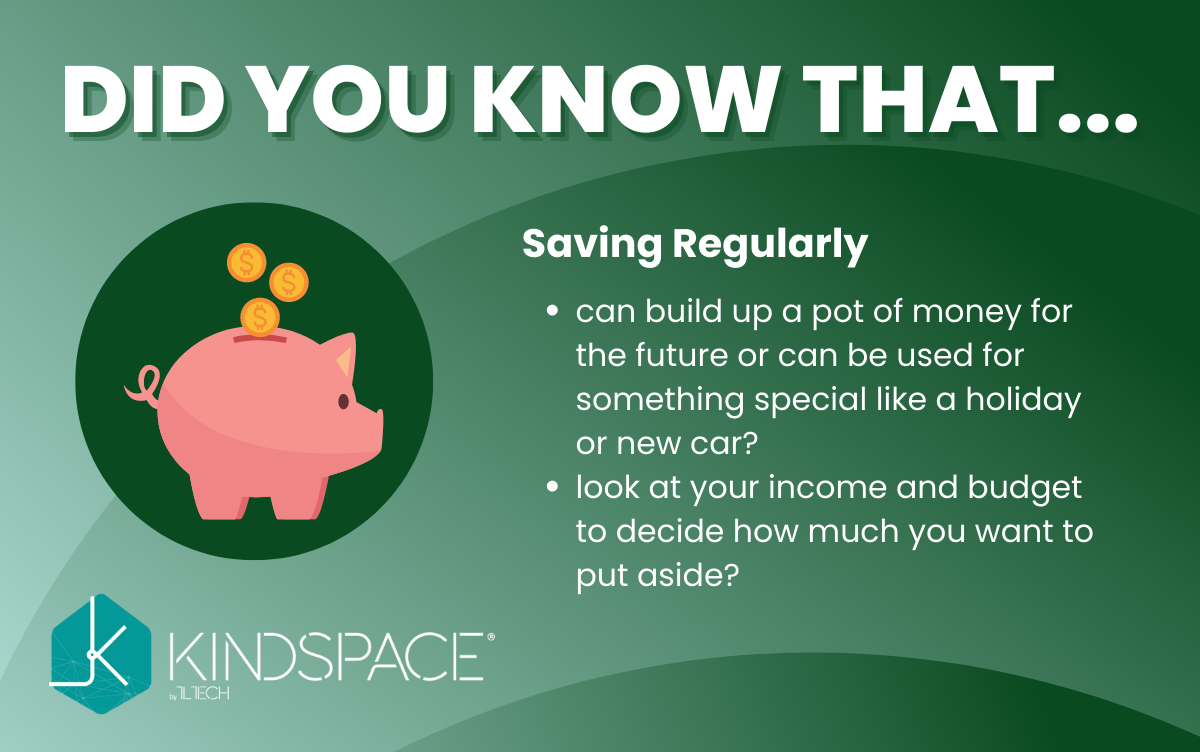 DID YOU KNOW THAT...
Saving Regularly
• can build up a pot of money for
the future or can be used for
something special like a holiday
or new car?
• look at your income and budget
to decide how much you want to
put aside?
$
$
$
KINDSPACE®
by TLTECH